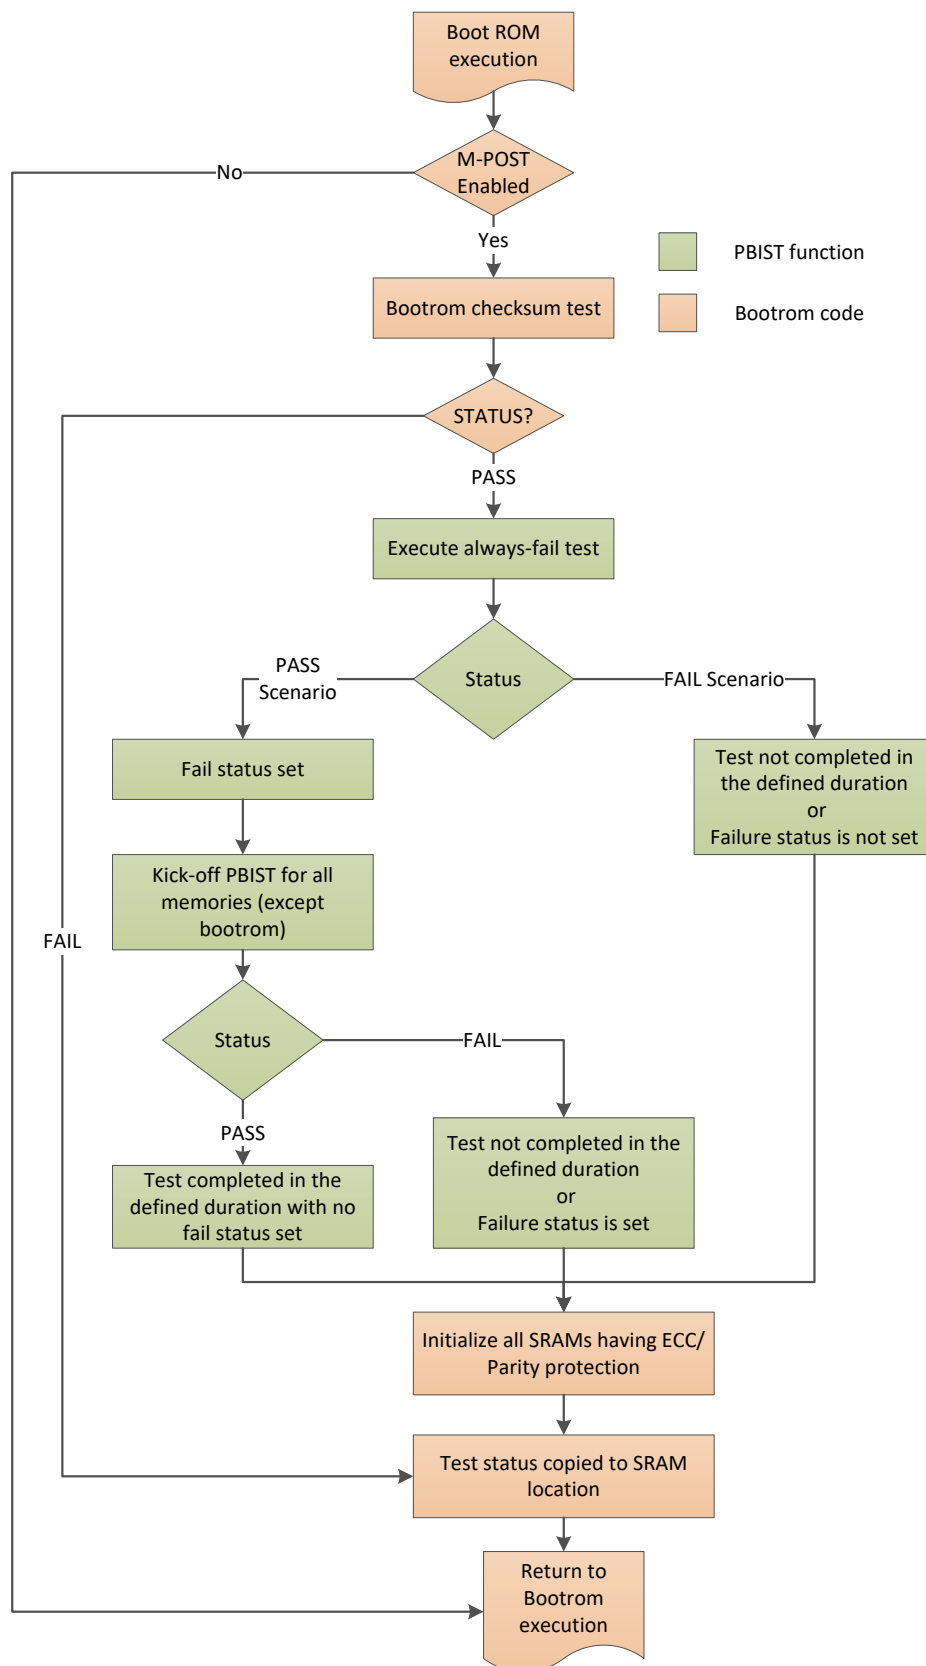 Boot ROM
execution
M-POST
Enabled
No
Yes
PBIST function
Bootrom code
Bootrom checksum test
STATUS?
PASS
Execute always-fail test
Status
PASS
Scenario
FAIL Scenario
Fail status set
Test not completed in
the defined duration
or
Failure status is not set
Kick-off PBIST for all
memories (except
bootrom)
FAIL
Status
FAIL
PASS
Test completed in the
defined duration with no
fail status set
Test not completed in the
defined duration
or
Failure status is set
Initialize all SRAMs having ECC/
Parity protection
Test status copied to SRAM
location
Return to
Bootrom
execution